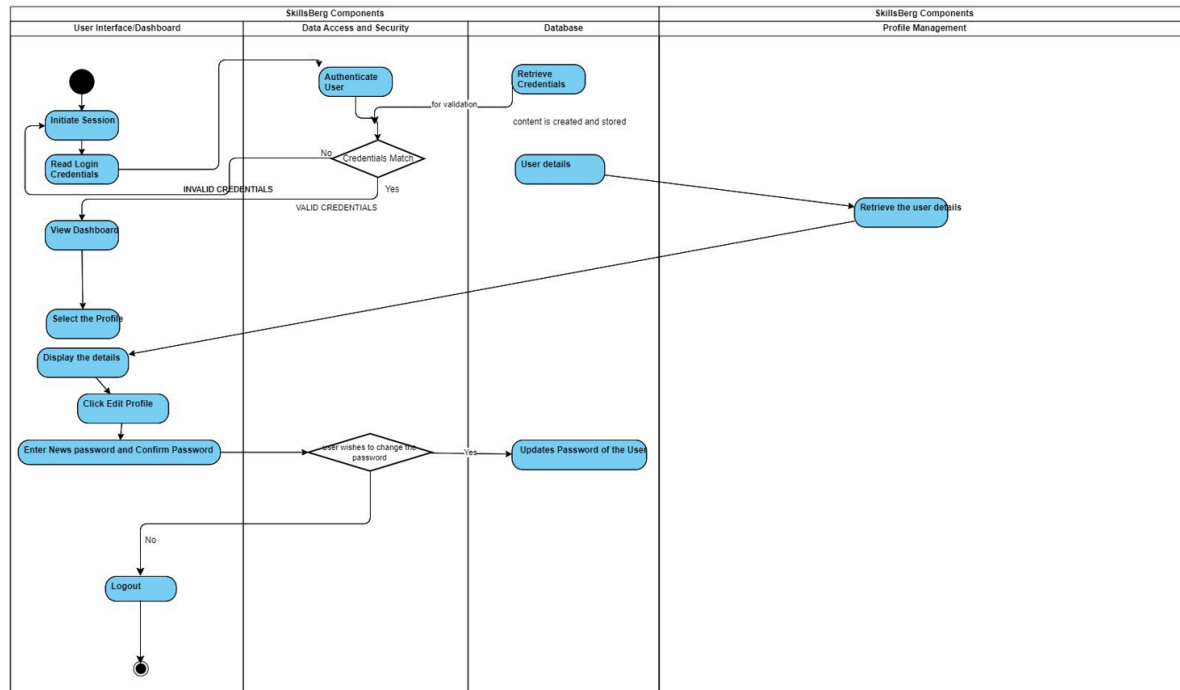 SkillsBerg Components
SkillsBerg Components
User Interface/Dashboard
Data Access and Security
Database
Profile Management
Authenticate
User
Retrieve
Credentials
for validation
Initiate Session
content is created and stored
No
Credentials Match
Read Login
Credentials
User details
INVALID CREDENTIALS
Yes
VALID CREDENTIALS
Retrieve the user details
View Dashboard
Select the Profile
Display the details
Click Edit Profile
Enter News password and Confirm Password
user wishes to change the
password
Yes
Updates Password of the User
No
Logout